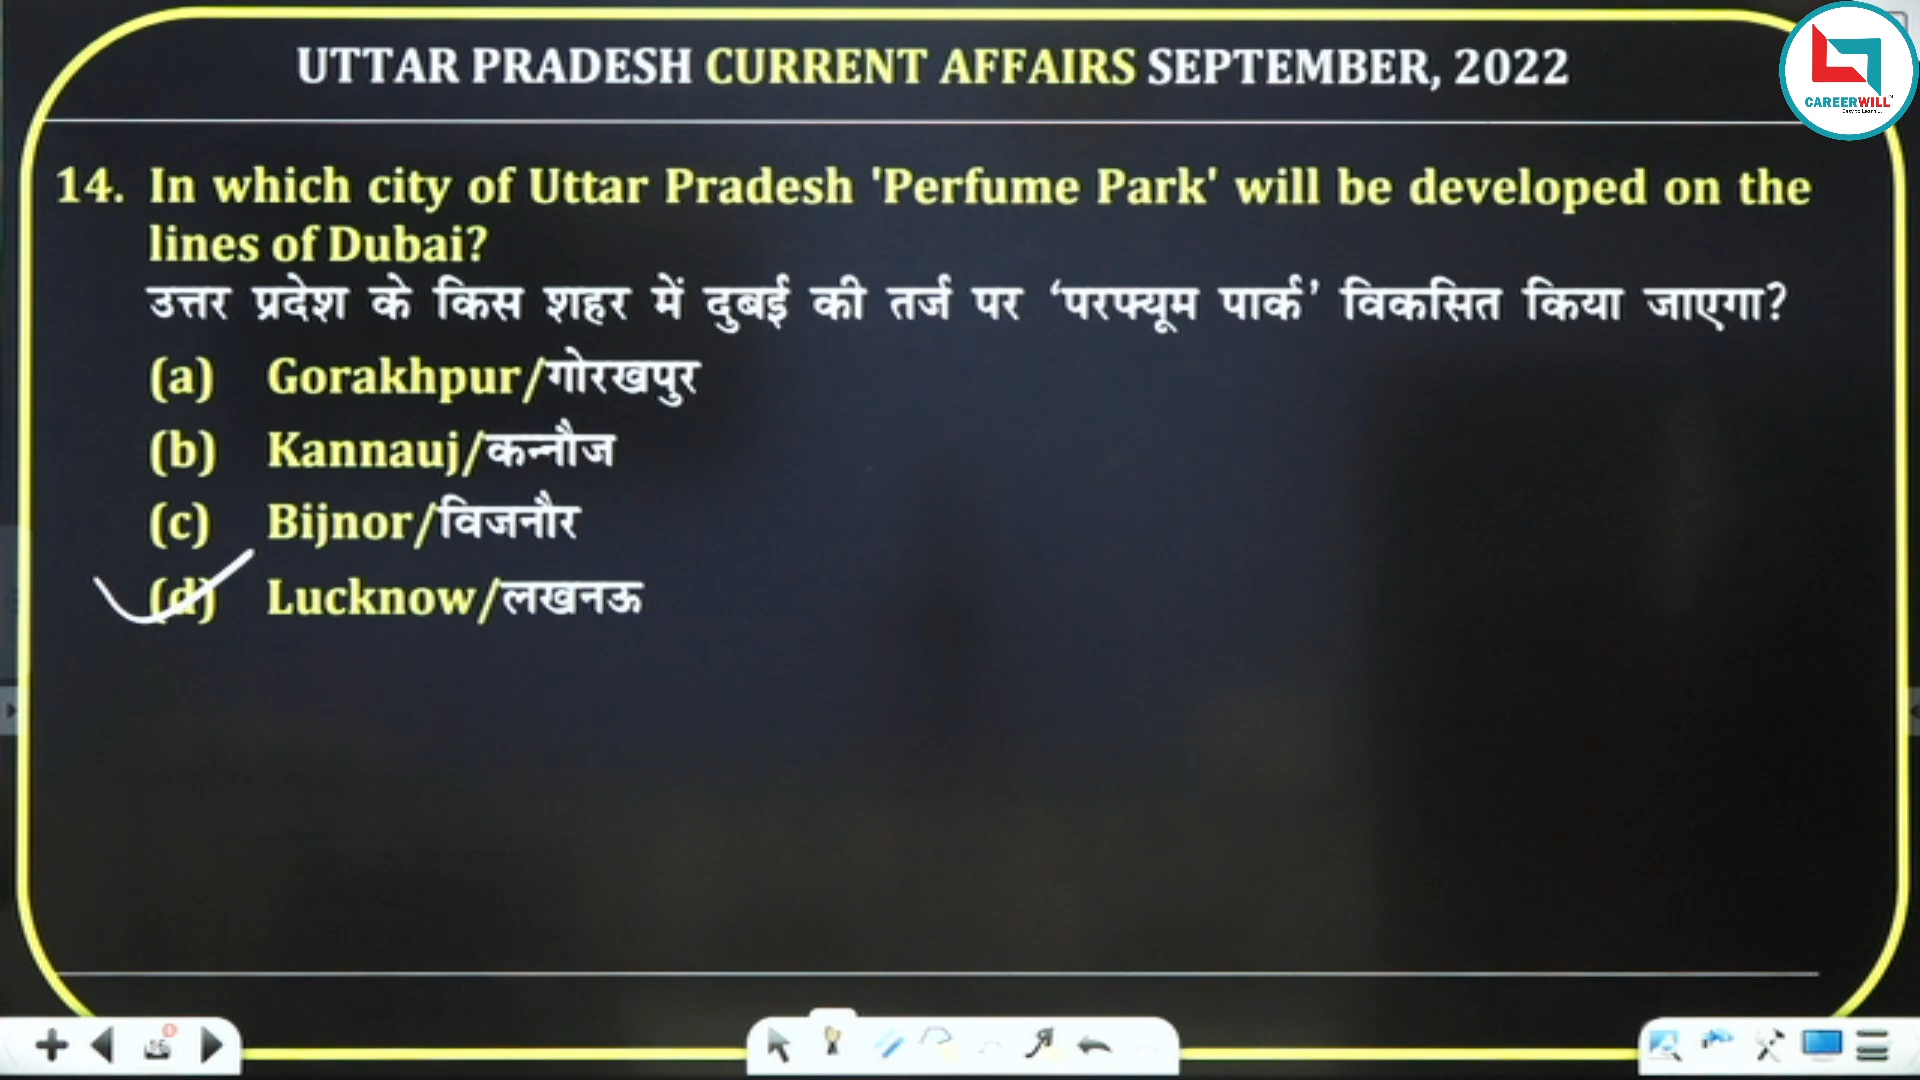 UTTAR PRADESH CURRENT AFFAIRS SEPTEMBER, 2022
CAREERWILL
14. In which city of Uttar Pradesh 'Perfume Park' will be developed on the
lines of Dubai?
उत्तर प्रदेश के किस शहर में दुबई की तर्ज पर ‘परफ्यूम पार्क’ विकसित किया जाएगा?
(a) Gorakhpur/गोरखपुर
(b) Kannauj/कन्नौज
(c) Bijnor/विजनौर
(d) Lucknow/लखनऊ